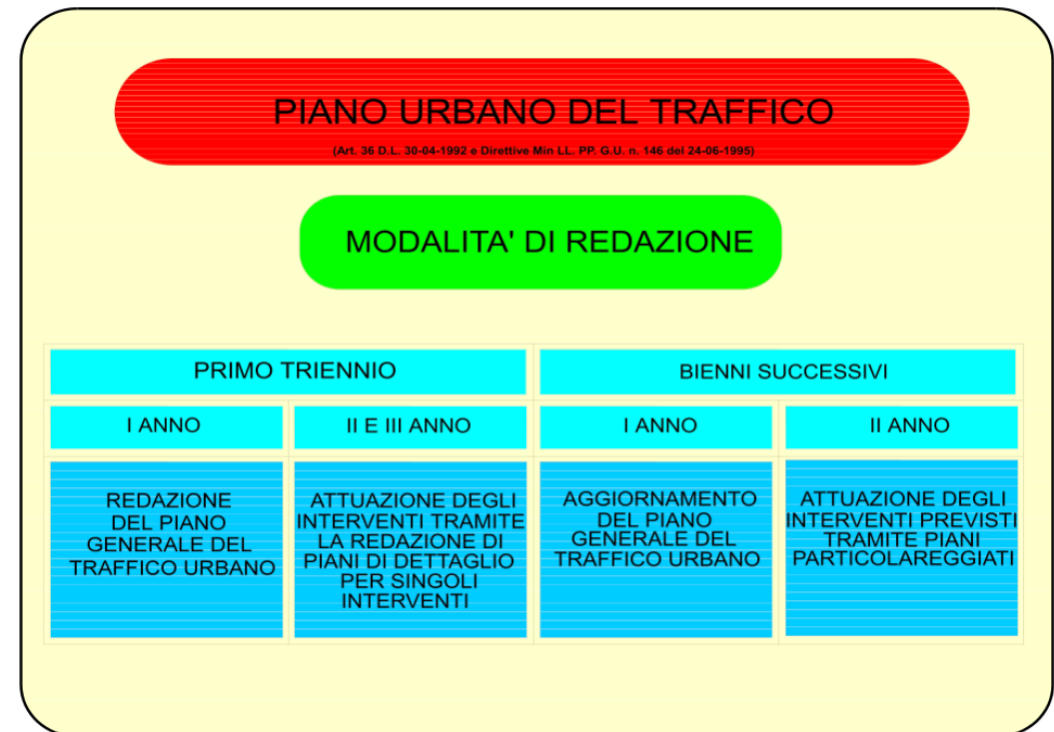 PIANO URBANO DEL TRAFFICO
(Art. 36 D.L. 30-04-1992 e Direttive Min LL. PP. G.U. n. 146 del 24-06-1995)
MODALITA' DI REDAZIONE
PRIMO TRIENNIO
BIENNI SUCCESSIVI
I ANNO
II E III ANNO
I ANNO
II ANNO
REDAZIONE
DEL PIANO
GENERALE DEL
TRAFFICO URBANO
ATTUAZIONE DEGLI
INTERVENTI TRAMITE
LA REDAZIONE DI
PIANI DI DETTAGLIO
PER SINGOLI
INTERVENTI
AGGIORNAMENTO
DEL PIANO
GENERALE DEL
TRAFFICO URBANO
ATTUAZIONE DEGLI
INTERVENTI PREVISTI
TRAMITE PIANI
PARTICOLAREGGIATI